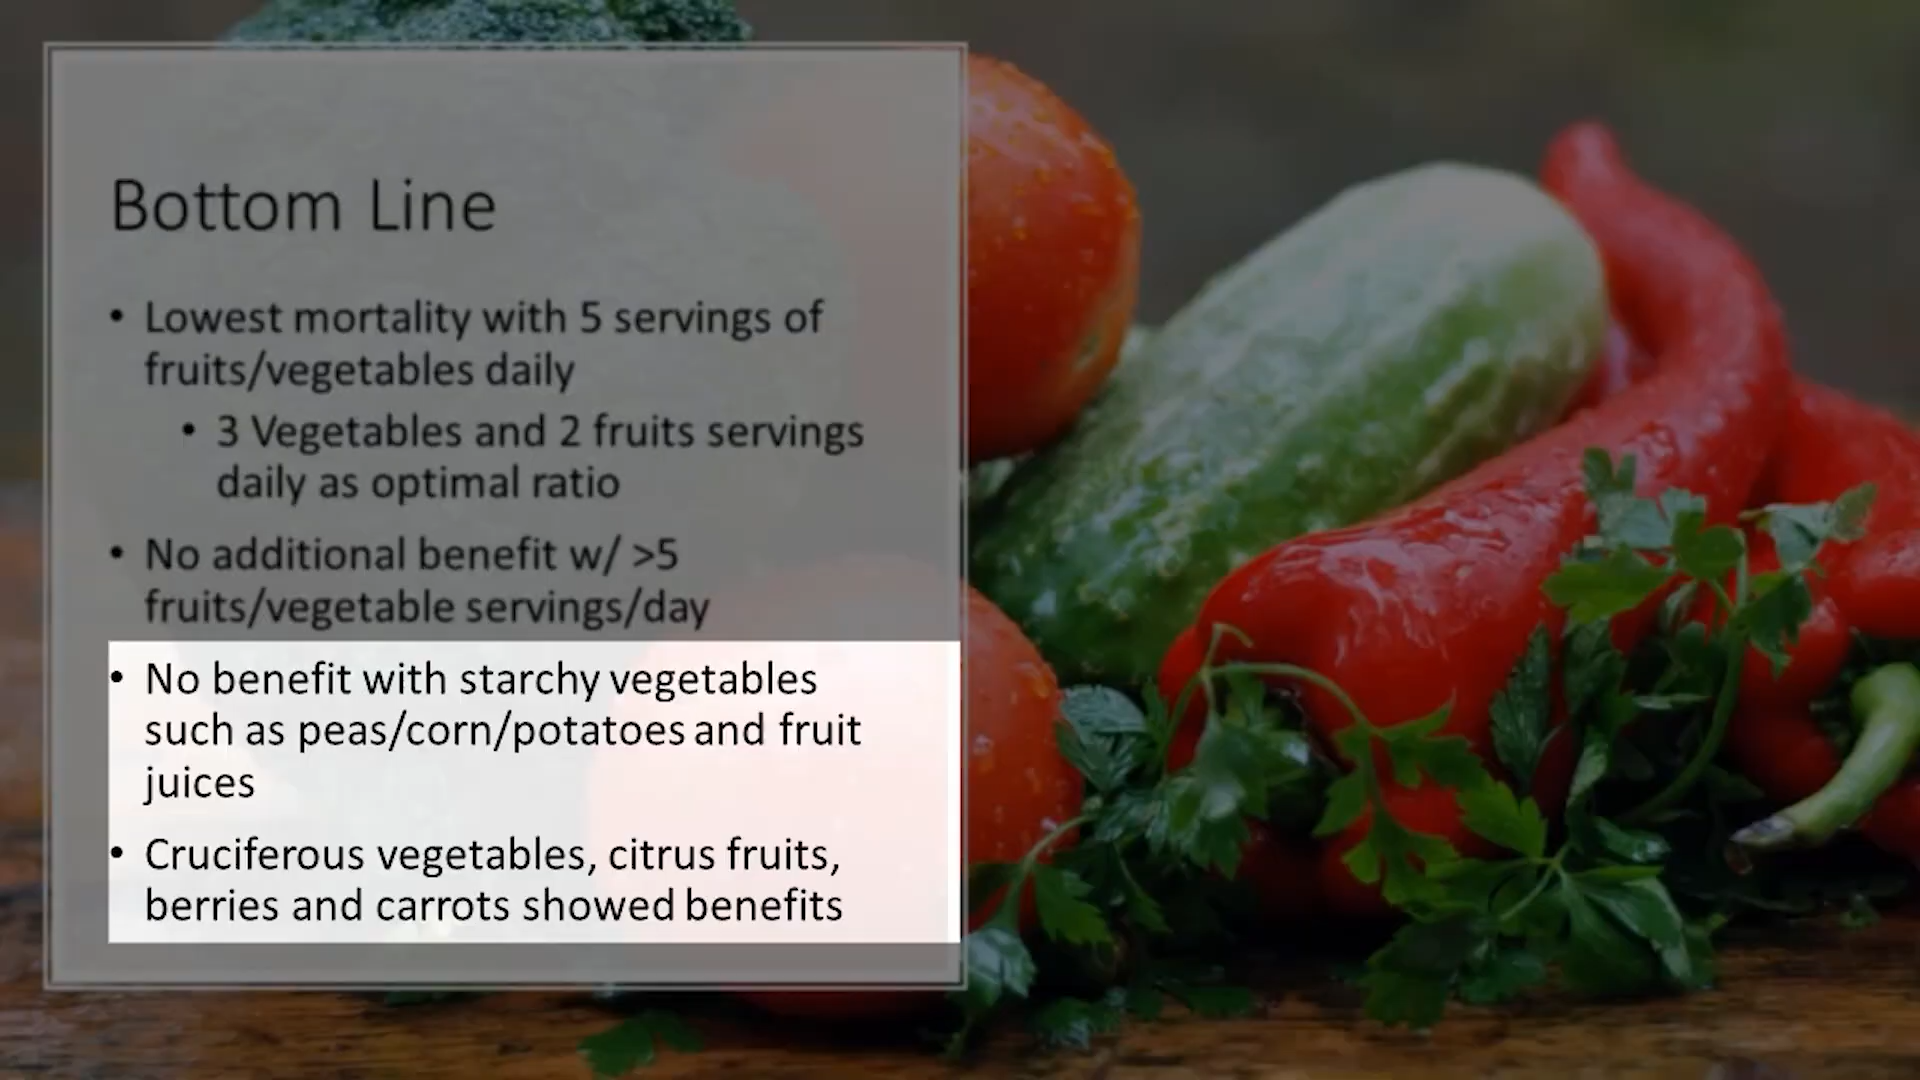 Bottom Line
• Lowest mortality with 5 servings of
fruits/vegetables daily
• 3 Vegetables and 2 fruits servings
daily as optimal ratio
• No additional benefit w/ >5
fruits/vegetable servings/day
• No benefit with starchy vegetables
such as peas/corn/potatoes and fruit
juices
• Cruciferous vegetables, citrus fruits,
berries and carrots showed benefits